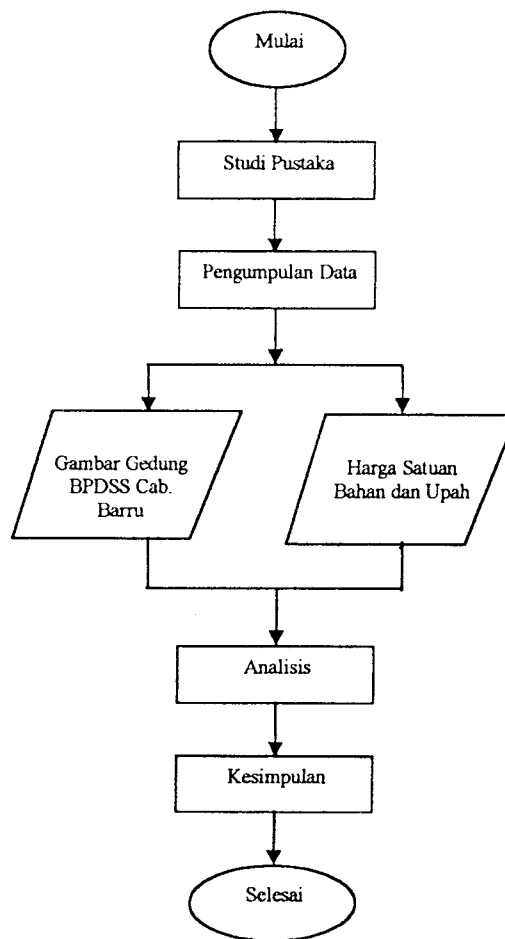 Mulai
Studi Pustaka
Pengumpulan Data
Gambar Gedung
BPDSS Cab.
Barru
Harga Satuan
Bahan dan Upah
Analisis
Kesimpulan
Selesai